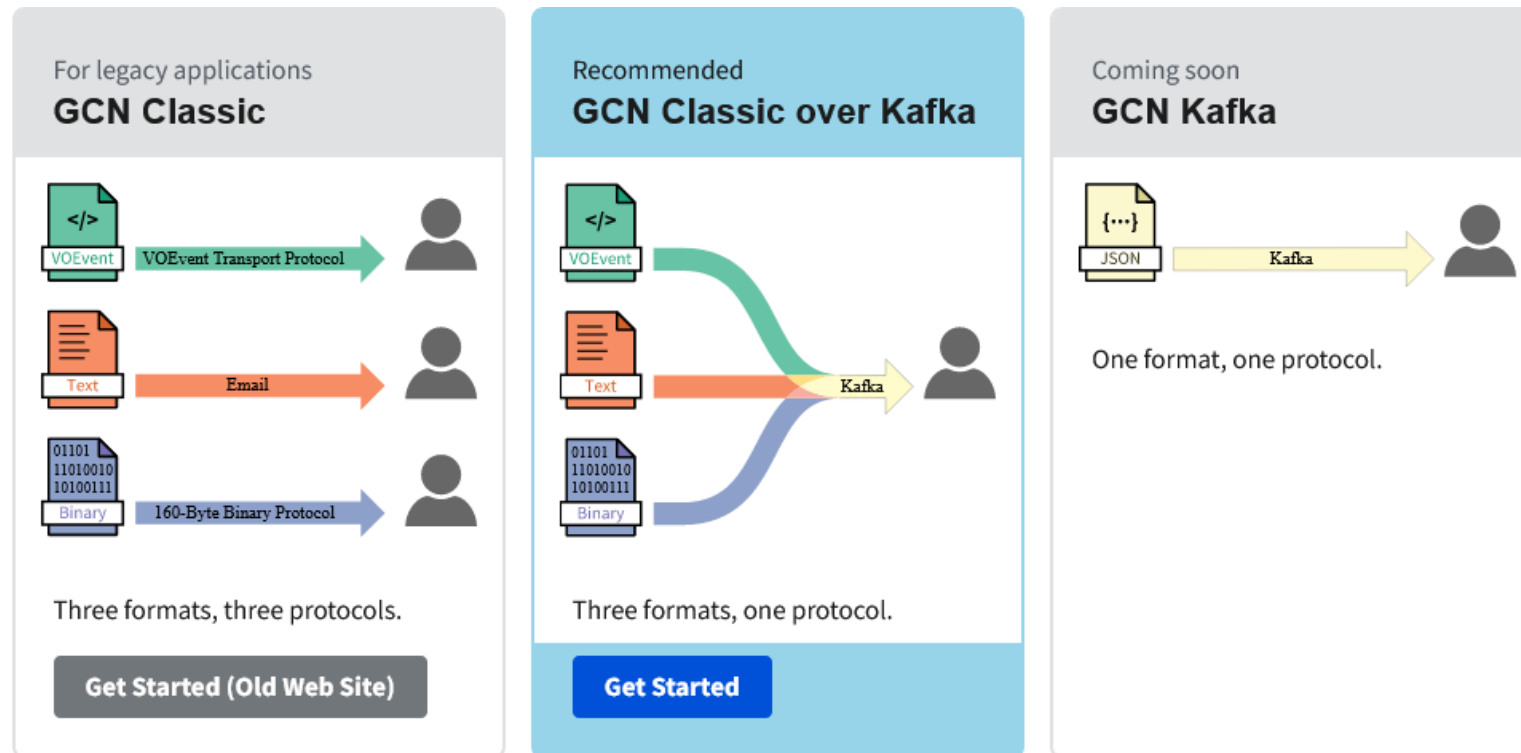 For legacy applications
GCN Classic
</>
VOEvent
VOEvent Transport Protocol
Text
Email
01101
11010010
10100111
Binary
160-Byte Binary Protocol
Three formats, three protocols.
Get Started (Old Web Site)
Recommended
GCN Classic over Kafka
</>
VOEvent
Text
Kafka
01101
11010010
10100111
Binary
Three formats, one protocol.
Get Started
Coming soon
GCN Kafka
{···}
JSON
Kafka
One format, one protocol.